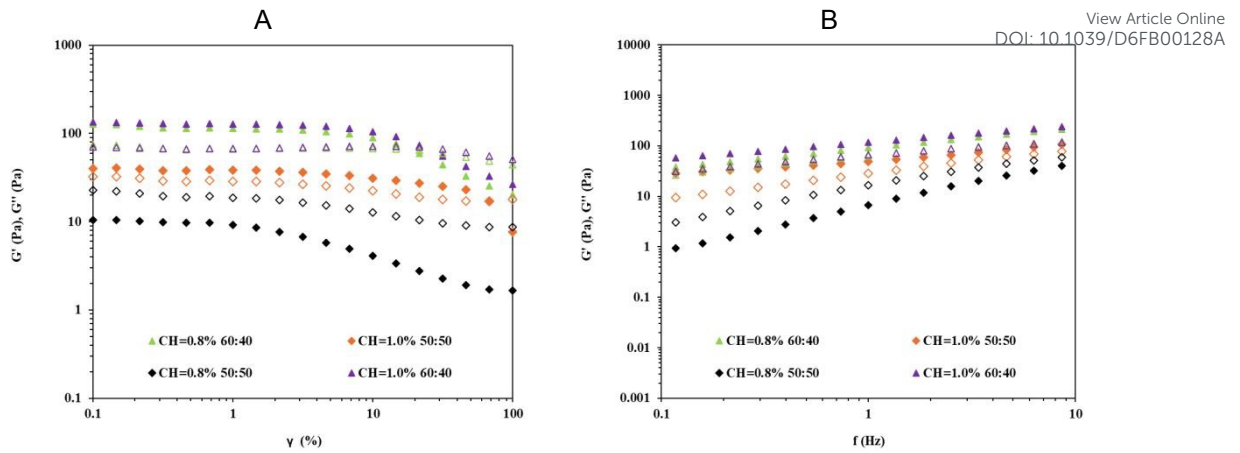 A
B
View Article Online
DOI: 10.1039/D6FB00128A
1000
100
10
1
0.1
G' (Pa), G'' (Pa)
CH=0.8% 60:40
CH=1.0% 50:50
CH=0.8% 50:50
CH=1.0% 60:40
0.1
1
10
100
γ (%)
10000
1000
100
10
1
0.1
0.01
0.001
G' (Pa), G'' (Pa)
CH=0.8% 60:40
CH=1.0% 50:50
CH=0.8% 50:50
CH=1.0% 60:40
0.1
1
10
f (Hz)